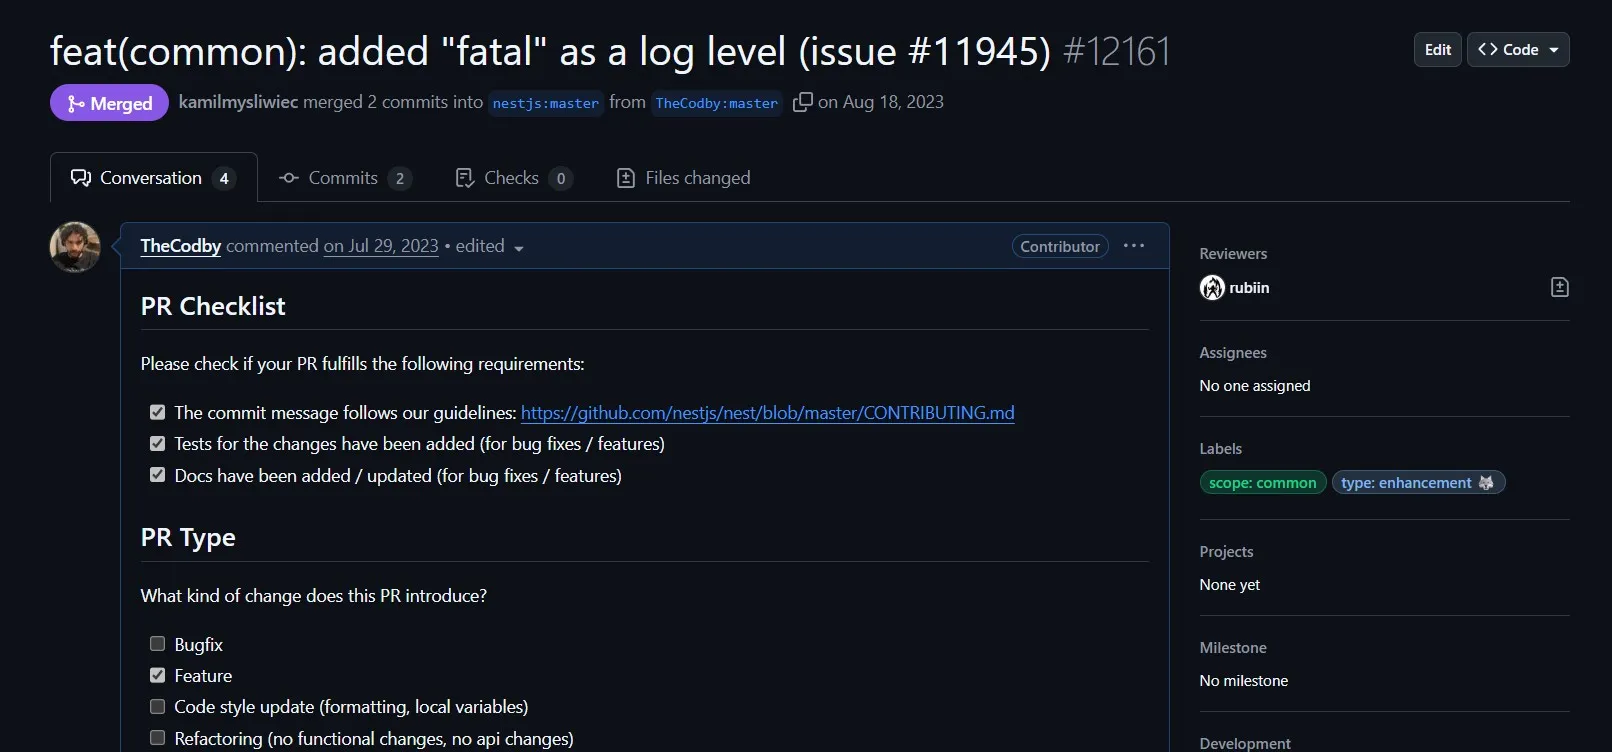 feat(common): added "fatal" as a log level (issue #11945) #12161
Edit
Code
Merged
kamilmysliwiec merged 2 commits into nestjs:master from TheCodby:master on Aug 18, 2023
Conversation 4
Commits 2
Checks 0
Files changed
TheCodby commented on Jul 29, 2023 • edited
Contributor
PR Checklist
Please check if your PR fulfills the following requirements:
The commit message follows our guidelines: https://github.com/nestjs/nest/blob/master/CONTRIBUTING.md
Tests for the changes have been added (for bug fixes / features)
Docs have been added / updated (for bug fixes / features)
PR Type
What kind of change does this PR introduce?
Bugfix
Feature
Code style update (formatting, local variables)
Refactoring (no functional changes, no api changes)
Reviewers
rubiin
Assignees
No one assigned
Labels
scope: common
type: enhancement 🐺
Projects
None yet
Milestone
No milestone
Development